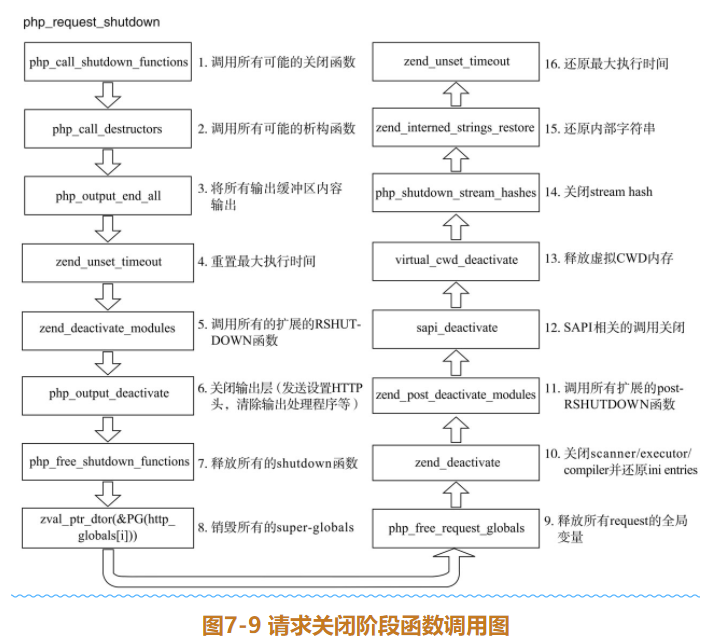 php_request_shutdown
php_call_shutdown_functions
1. 调用所有可能的关闭函数
php_call_destructors
2. 调用所有可能的析构函数
php_output_end_all
3. 将所有输出缓冲区内容
输出
zend_unset_timeout
4. 重置最大执行时间
zend_deactivate_modules
5. 调用所有的扩展的RSHUT-
DOWN函数
php_output_deactivate
6. 关闭输出层（发送设置HTTP
头，清除输出处理程序等）
php_free_shutdown_functions
7. 释放所有的shutdown函数
zval_ptr_dtor(&PG(http_
globals[i]))
8. 销毁所有的super-globals
php_free_request_globals
9. 释放所有request的全局
变量
zend_deactivate
10. 关闭scanner/executor/
compiler并还原ini entries
zend_post_deactivate_modules
11. 调用所有扩展的post-
RSHUTDOWN函数
sapi_deactivate
12. SAPI相关的调用关闭
virtual_cwd_deactivate
13. 释放虚拟CWD内存
php_shutdown_stream_hashes
14. 关闭stream hash
zend_interned_strings_restore
15. 还原内部字符串
zend_unset_timeout
16. 还原最大执行时间
图7-9 请求关闭阶段函数调用图